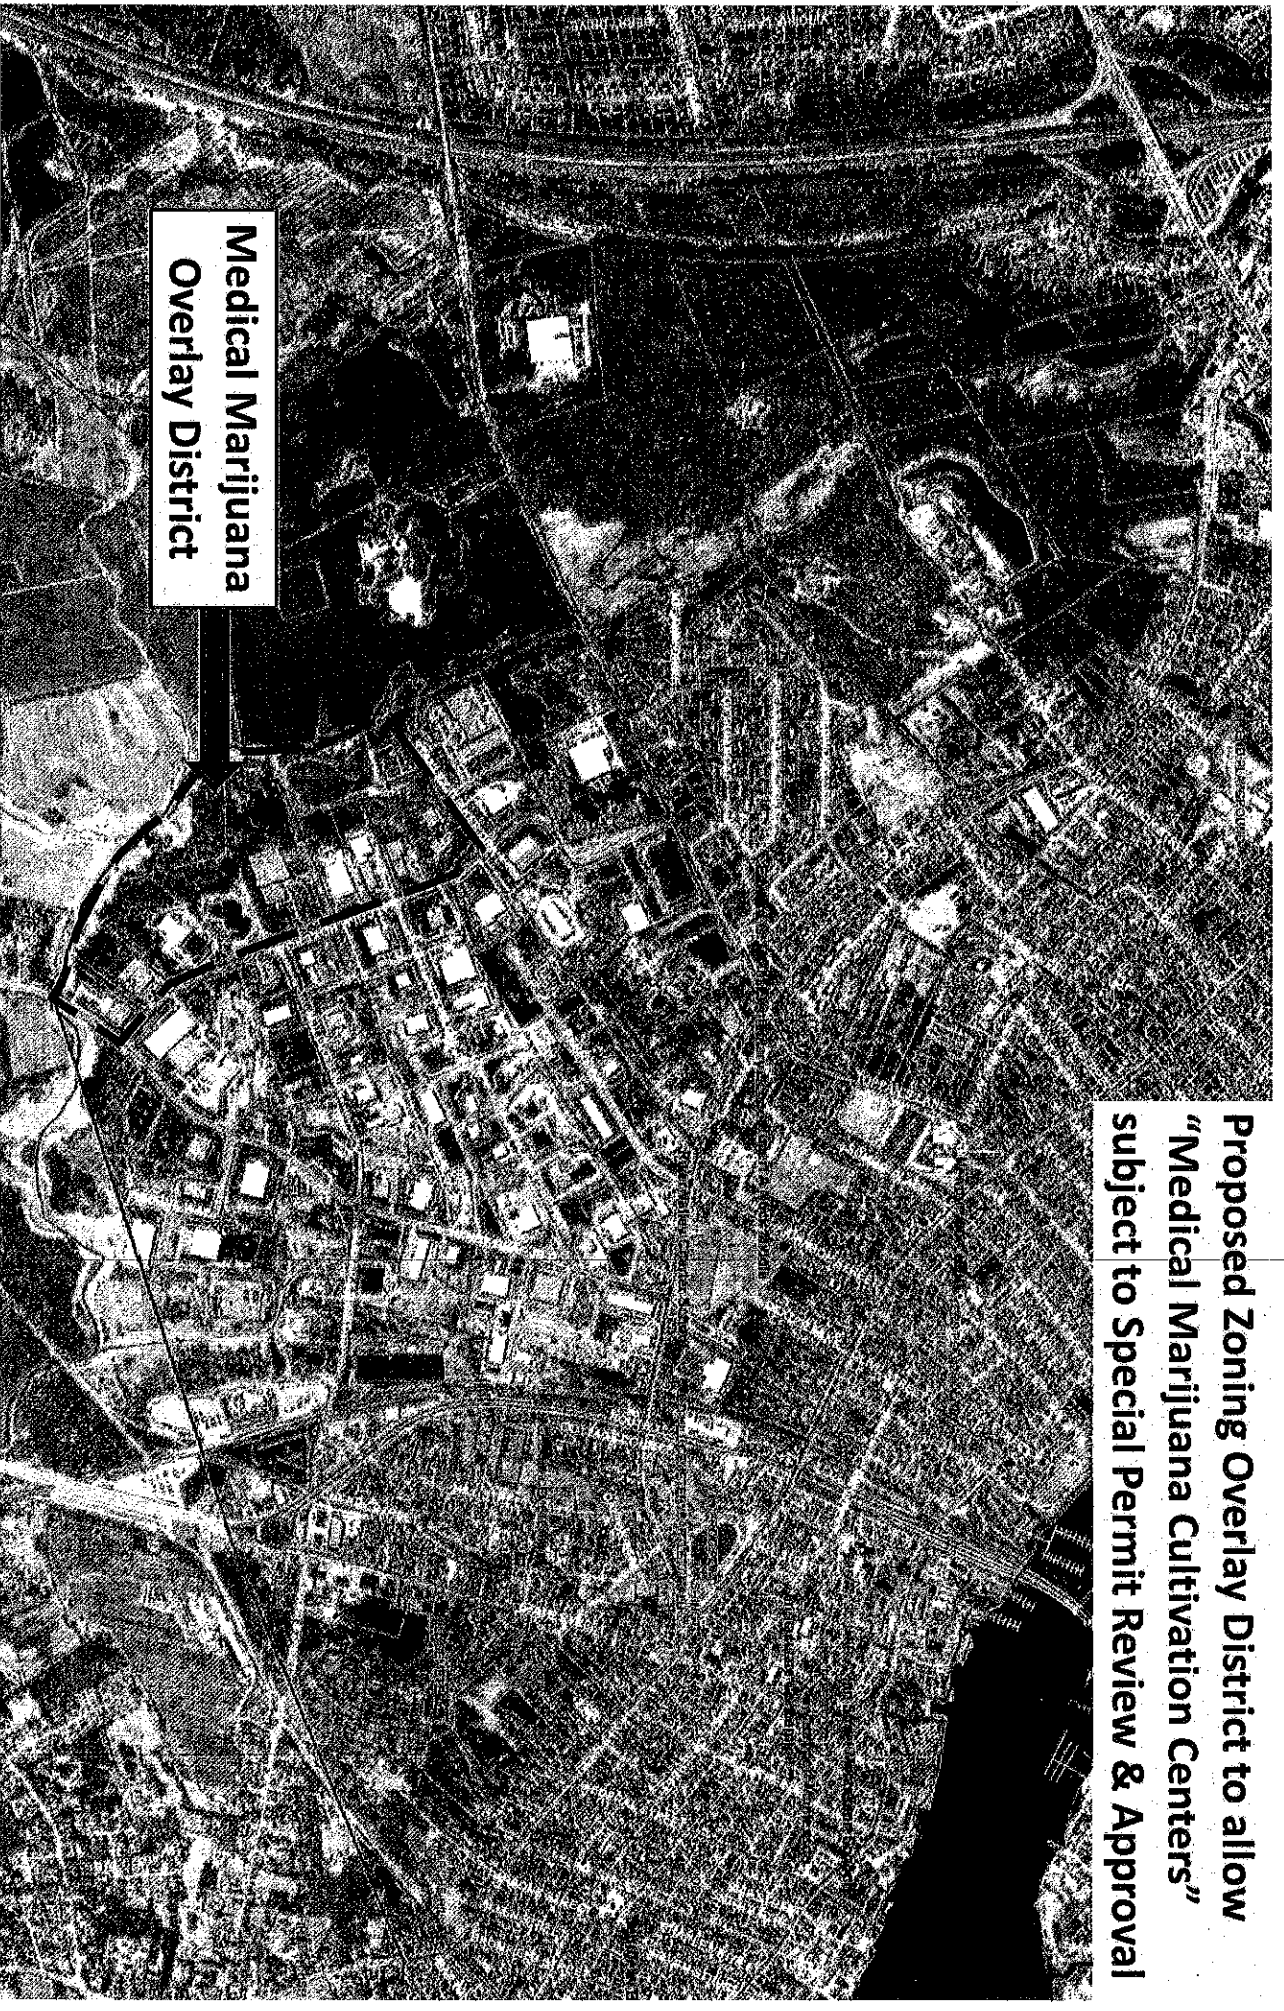 Proposed Zoning Overlay District to allow
“Medical Marijuana Cultivation Centers”
subject to Special Permit Review & Approval
Medical Marijuana
Overlay District